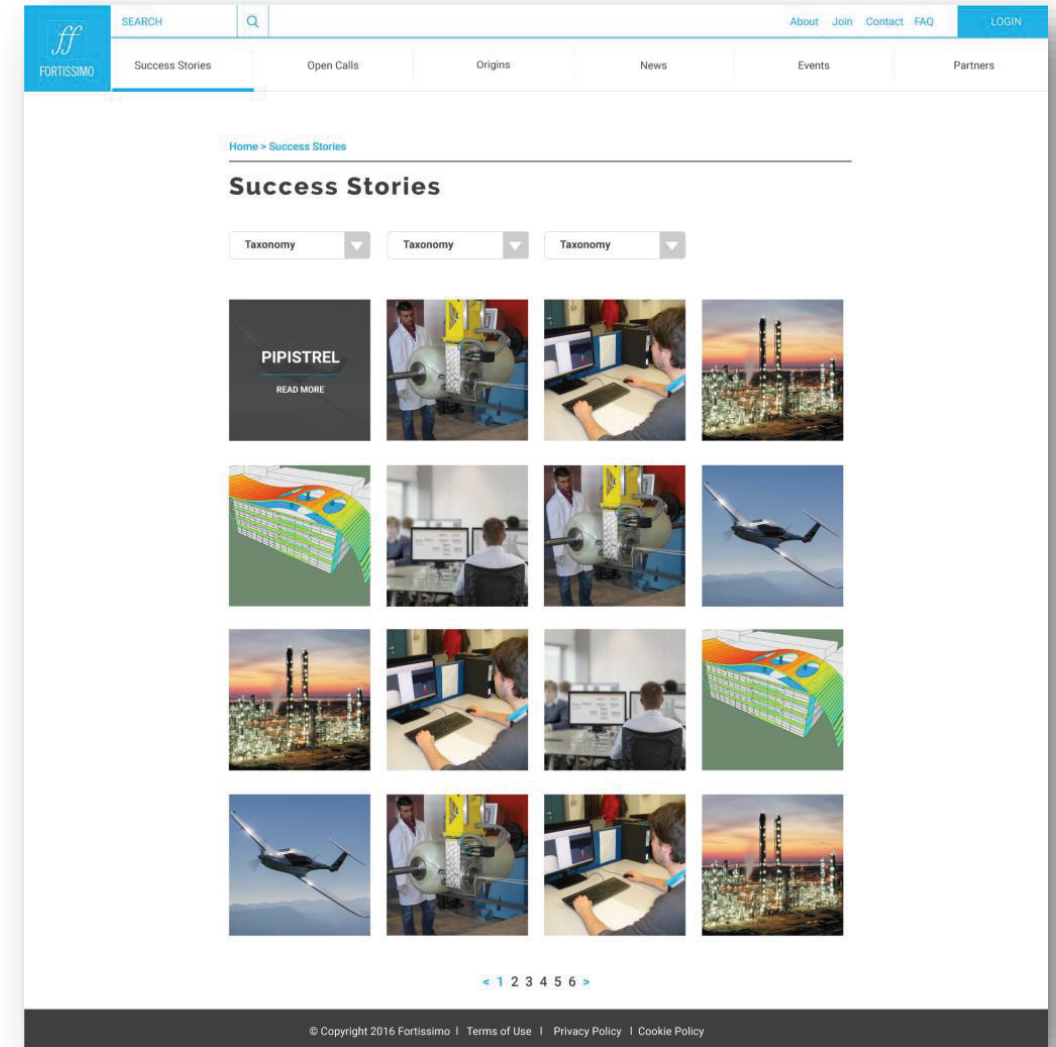 SEARCH
About Join Contact FAQ
LOGIN
ff
FORTISSIMO
Success Stories
Open Calls
Origins
News
Events
Partners
Home > Success Stories
Success Stories
Taxonomy
Taxonomy
Taxonomy
PIPISTREL
READ MORE
< 1 2 3 4 5 6 >
© Copyright 2016 Fortissimo I Terms of Use I Privacy Policy I Cookie Policy